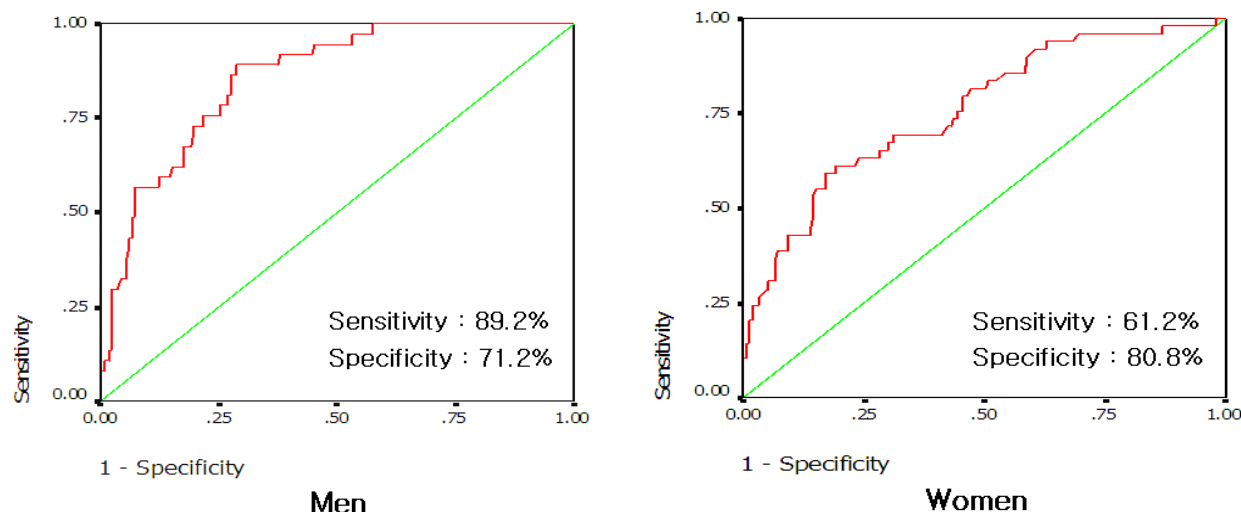 1.00
.75
.50
.25
0.00
Sensitivity
Sensitivity : 89.2%
Specificity : 71.2%
0.00 .25 .50 .75 1.00
1 - Specificity
Men
1.00
.75
.50
.25
0.00
Sensitivity
Sensitivity : 61.2%
Specificity : 80.8%
0.00 .25 .50 .75 1.00
1 - Specificity
Women